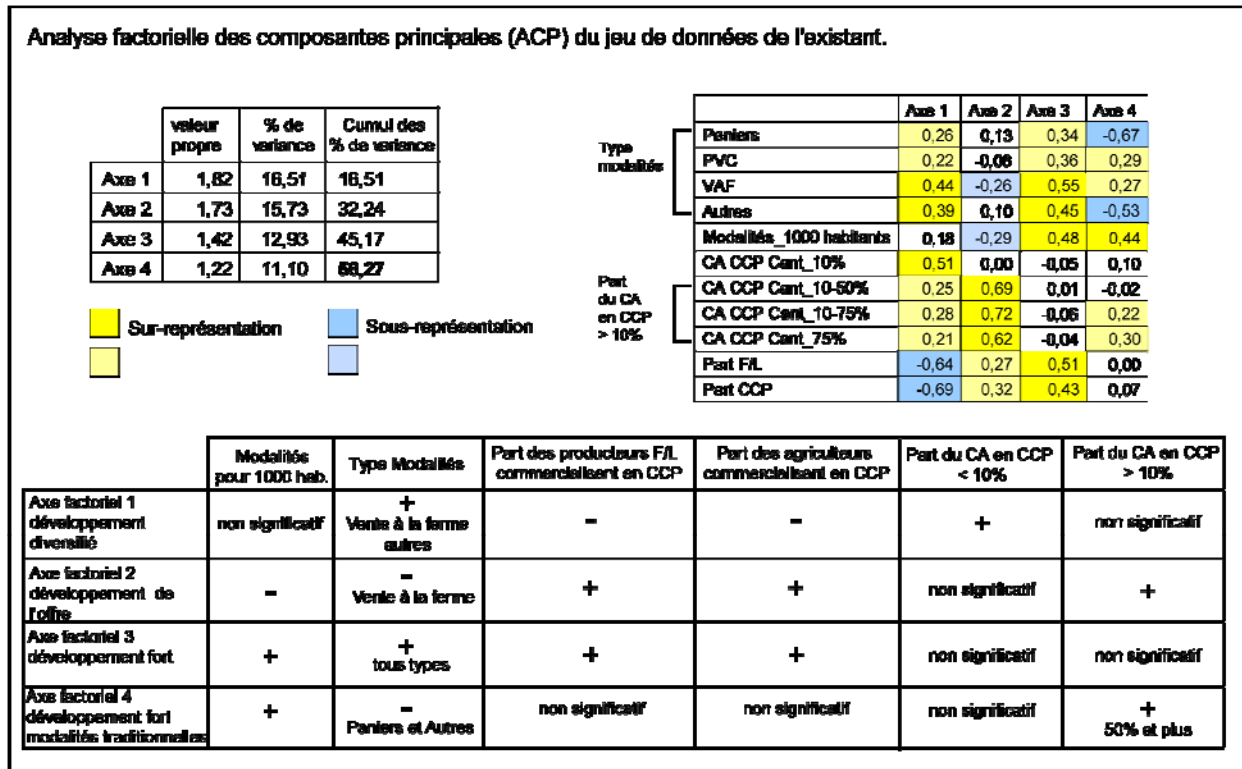 Analyse factorielle des composantes principales (ACP) du jeu de données de l'existant.
valeur propre % de variance Cumul des % de variance
Axe 1 1,82 16,51 16,51
Axe 2 1,73 15,73 32,24
Axe 3 1,42 12,93 45,17
Axe 4 1,22 11,10 56,27
Sur-représentation Sous-représentation
Axe 1 Axe 2 Axe 3 Axe 4
Type modalités
Paniers 0,26 0,13 0,34 -0,67
PVC 0,22 -0,06 0,36 0,29
VAF 0,44 -0,26 0,55 0,27
Autres 0,39 0,10 0,45 -0,53
Modalités_1000 habitants 0,18 -0,29 0,48 0,44
CA CCP Cant_10% 0,51 0,00 -0,05 0,10
Part du CA en CCP > 10%
CA CCP Cant_10-50% 0,25 0,69 0,01 -0,02
CA CCP Cant_10-75% 0,28 0,72 -0,06 0,22
CA CCP Cant_75% 0,21 0,62 -0,04 0,30
Part F/L -0,64 0,27 0,51 0,00
Part CCP -0,69 0,32 0,43 0,07
Modalités pour 1000 hab. Type Modalités Part des producteurs F/L commercialisant en CCP Part des agriculteurs commercialisant en CCP Part du CA en CCP < 10% Part du CA en CCP > 10%
Axe factoriel 1 développement diversifié non significatif + Vente à la ferme autres - - + non significatif
Axe factoriel 2 développement de l'offre - - Vente à la ferme + + non significatif +
Axe factoriel 3 développement fort + + tous types + + non significatif non significatif
Axe factoriel 4 développement fort modalités traditionnelles + - Paniers et Autres non significatif non significatif non significatif + 50% et plus